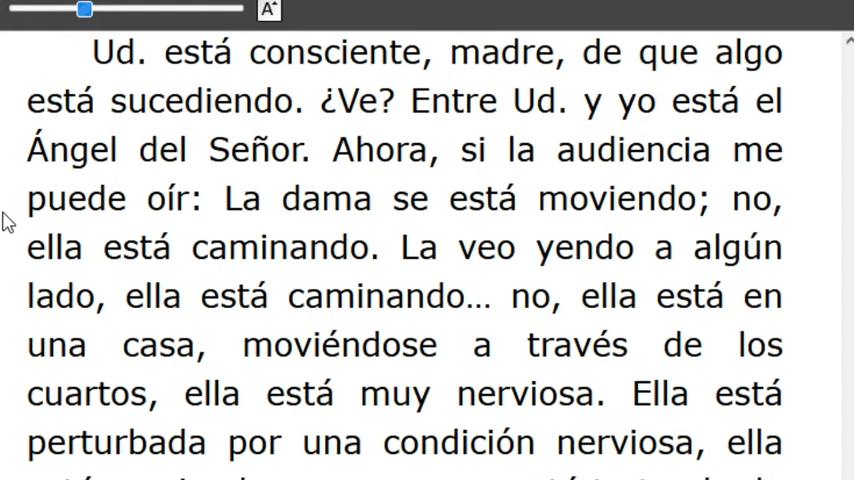 A
Ud. está consciente, madre, de que algo
está sucediendo. ¿Ve? Entre Ud. y yo está el
Ángel del Señor. Ahora, si la audiencia me
puede oír: La dama se está moviendo; no,
ella está caminando. La veo yendo a algún
lado, ella está caminando... no, ella está en
una casa, moviéndose a través de los
cuartos, ella está muy nerviosa. Ella está
perturbada por una condición nerviosa, ella